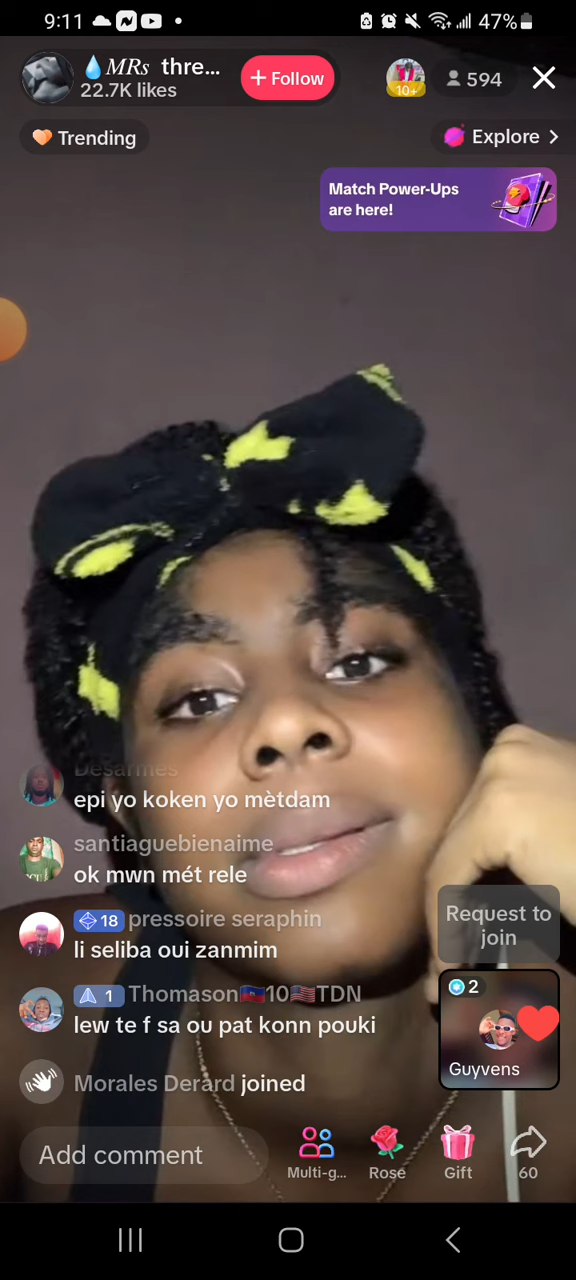 9:11
47%
💧MRs thre...
22.7K likes
+ Follow
10+
594
Trending
Explore >
Match Power-Ups
are here!
Desarmes
epi yo koken yo mètdam
santiaguebienaime
ok mwn mét rele
18 pressoire seraphin
li seliba oui zanmim
1 Thomason🇭🇹10🇺🇸TDN
lew te f sa ou pat konn pouki
Morales Derard joined
Request to
join
2
Guyvens
Add comment
Multi-g...
Rose
Gift
60